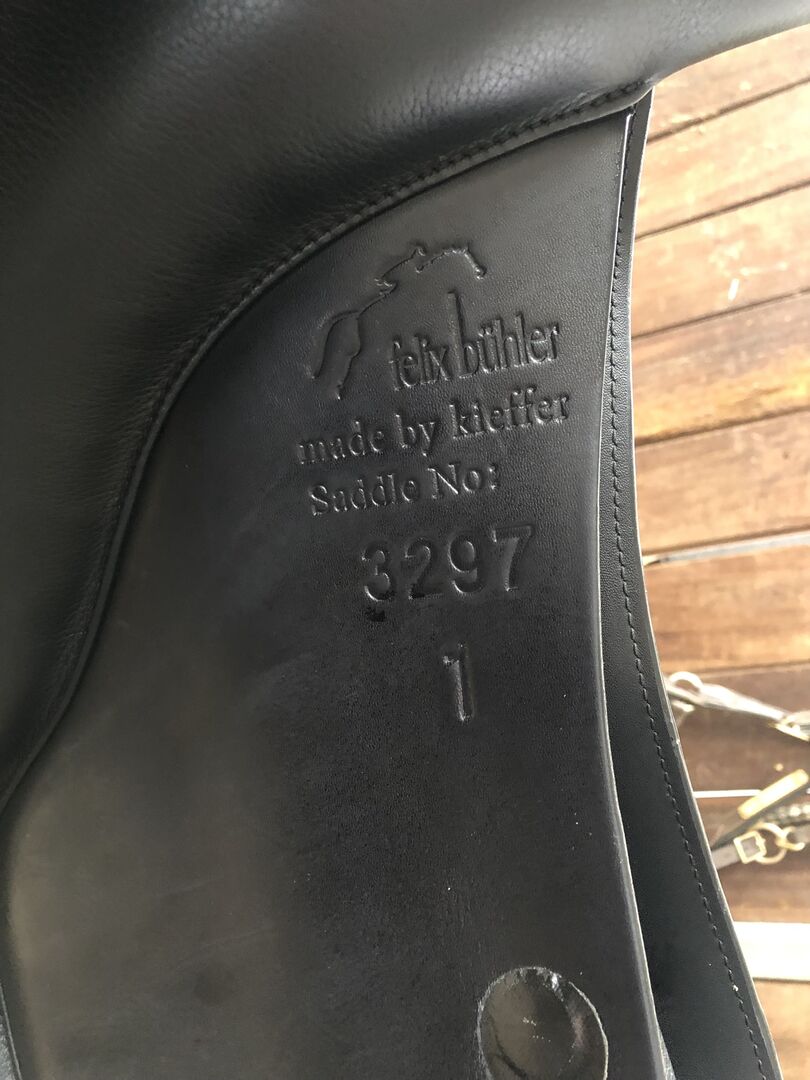 felix bühler
made by kieffer
Saddle No:
3297
1